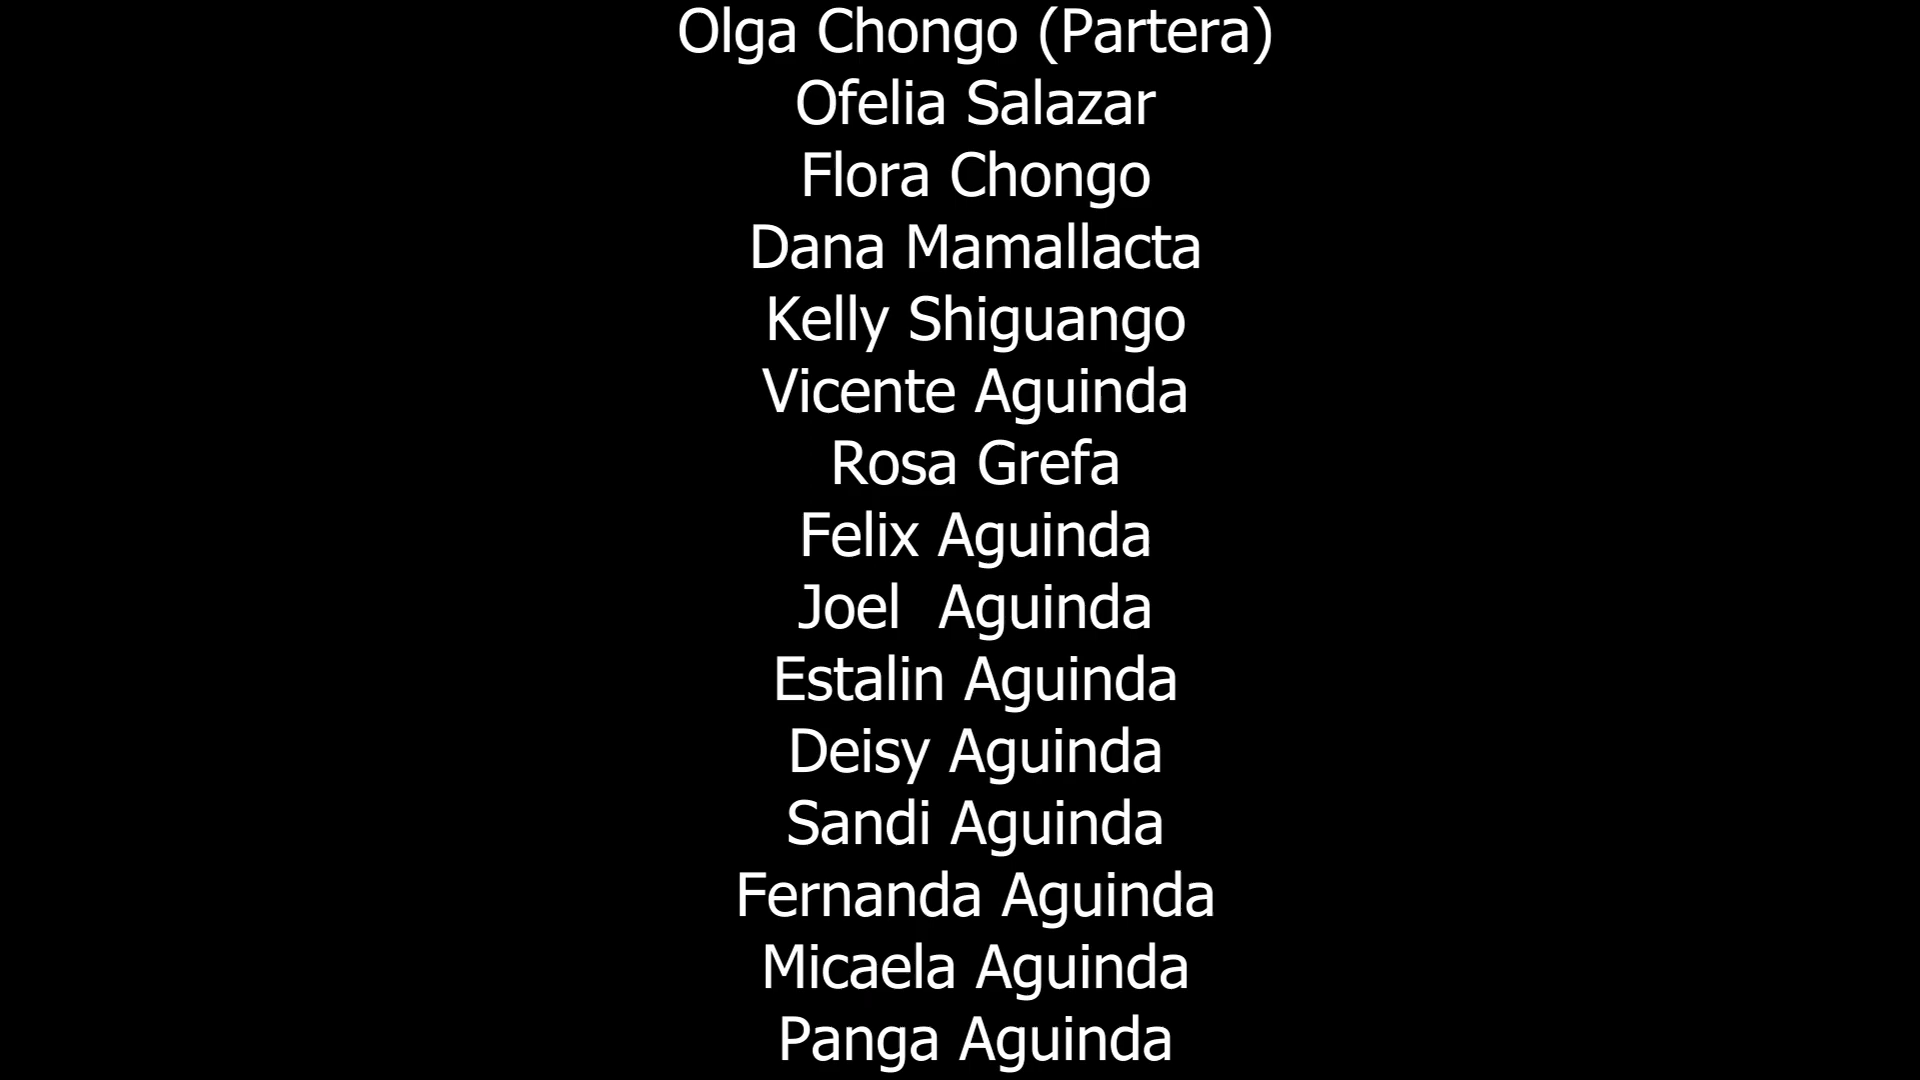 Olga Chongo (Partera)
Ofelia Salazar
Flora Chongo
Dana Mamallacta
Kelly Shiguango
Vicente Aguinda
Rosa Grefa
Felix Aguinda
Joel  Aguinda
Estalin Aguinda
Deisy Aguinda
Sandi Aguinda
Fernanda Aguinda
Micaela Aguinda
Panga Aguinda